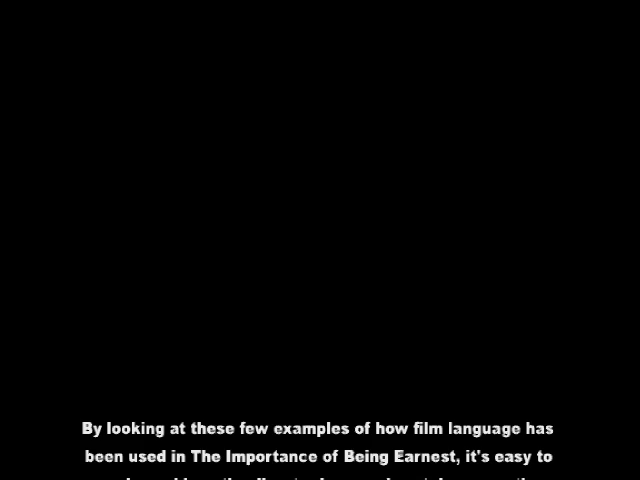 By looking at these few examples of how film language has
been used in The Importance of Being Earnest, it's easy to